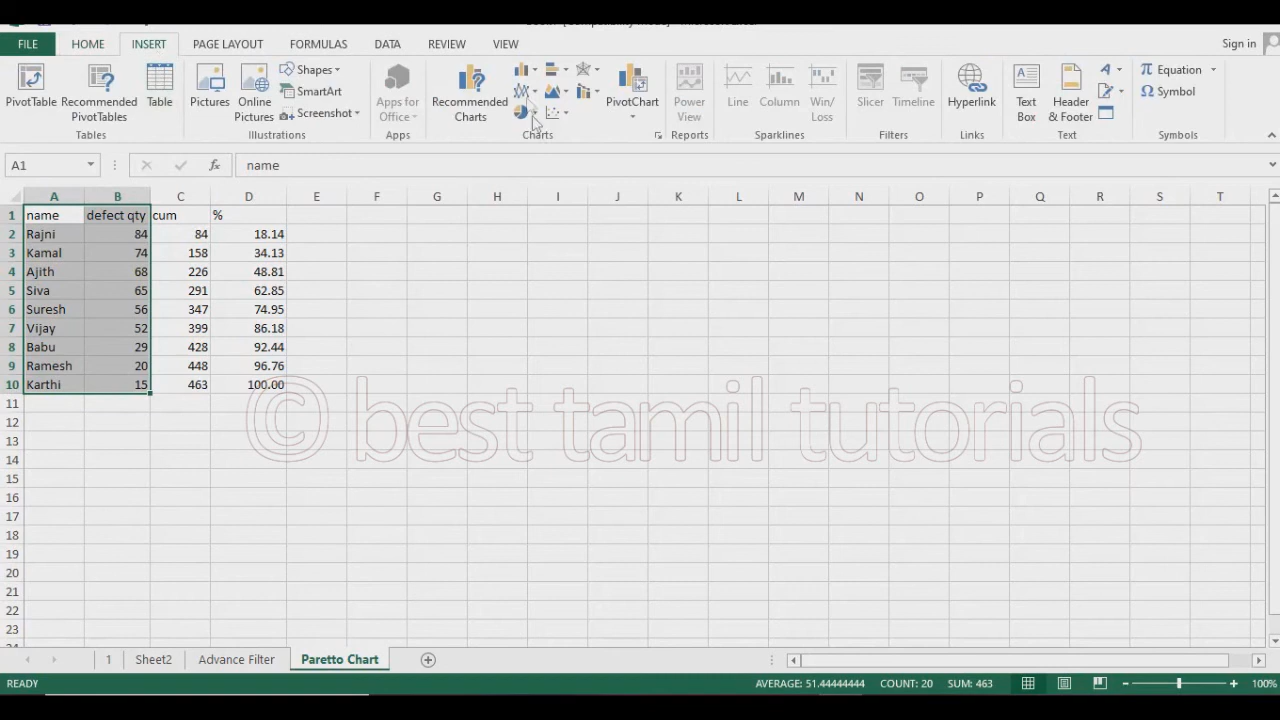 FILE HOME INSERT PAGE LAYOUT FORMULAS DATA REVIEW VIEW Sign in
PivotTable
Recommended
PivotTables
Table
Tables
Pictures
Online
Pictures
Shapes
SmartArt
Screenshot
Illustrations
Apps for
Office
Apps
Recommended
Charts
PivotChart
Charts
Power
View
Reports
Line
Column
Win/
Loss
Sparklines
Slicer
Timeline
Filters
Hyperlink
Links
Text
Box
Header
& Footer
Text
Equation
Symbol
Symbols
A1 fx name
A B C D E F G H I J K L M N O P Q R S T
1 name defect qty cum %
2 Rajni 84 84 18.14
3 Kamal 74 158 34.13
4 Ajith 68 226 48.81
5 Siva 65 291 62.85
6 Suresh 56 347 74.95
7 Vijay 52 399 86.18
8 Babu 29 428 92.44
9 Ramesh 20 448 96.76
10 Karthi 15 463 100.00
11
12
13
14
15
16
17
18
19
20
21
22
23
© best tamil tutorials
1 Sheet2 Advance Filter Paretto Chart
READY AVERAGE: 51.44444444 COUNT: 20 SUM: 463 100%